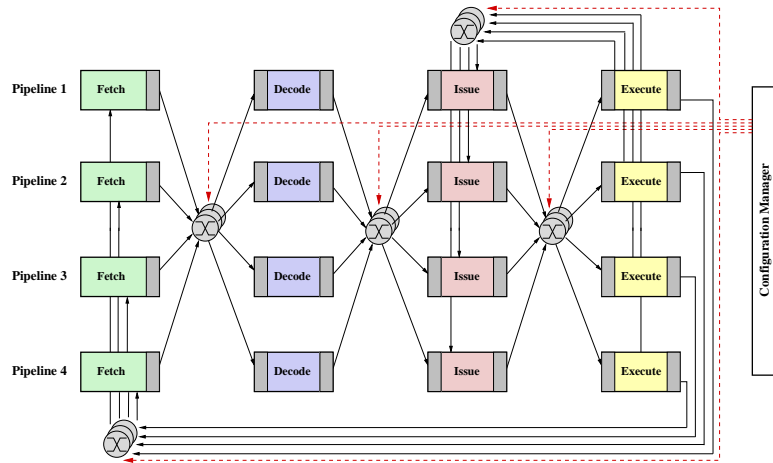 Pipeline 1 Fetch Decode Issue Execute
Pipeline 2 Fetch Decode Issue Execute
Pipeline 3 Fetch Decode Issue Execute
Pipeline 4 Fetch Decode Issue Execute
Configuration Manager